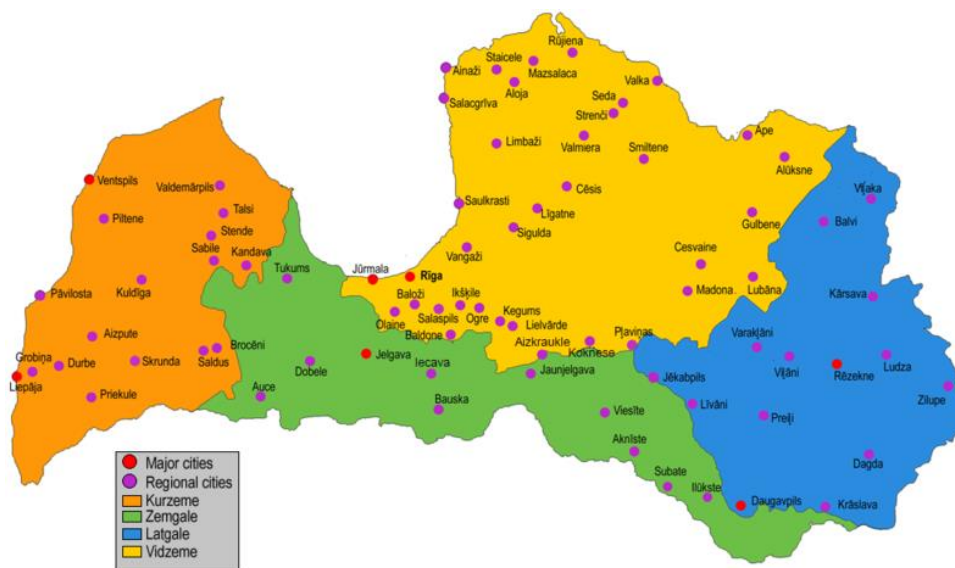 Rūjiena
Staicele
Mazsalaca
Ainaži
Aloja
Valka
Salacgrīva
Seda
Strenči
Ape
Limbaži
Valmiera
Smiltene
Alūksne
Ventspils
Valdemārpils
Cēsis
Viļaka
Saulkrasti
Talsi
Līgatne
Piltene
Balvi
Gulbene
Stende
Sigulda
Sabile
Kandava
Vangaži
Cesvaine
Tukums
Jūrmala
Rīga
Kuldīga
Madona
Lubāna
Pāvilosta
Baloži
Ikšķile
Kārsava
Olaine
Salaspils
Ogre
Ķegums
Baldone
Lielvārde
Aizpute
Pļaviņas
Varakļāni
Aizkraukle
Koknese
Brocēni
Grobiņa
Durbe
Skrunda
Saldus
Jelgava
Viļāni
Ludza
Liepāja
Dobele
Iecava
Jaunjelgava
Jēkabpils
Rēzekne
Zilupe
Priekule
Auce
Bauska
Viesīte
Līvāni
Preiļi
Aknīste
Dagda
Subate
Ilūkste
Daugavpils
Krāslava
Major cities
Regional cities
Kurzeme
Zemgale
Latgale
Vidzeme